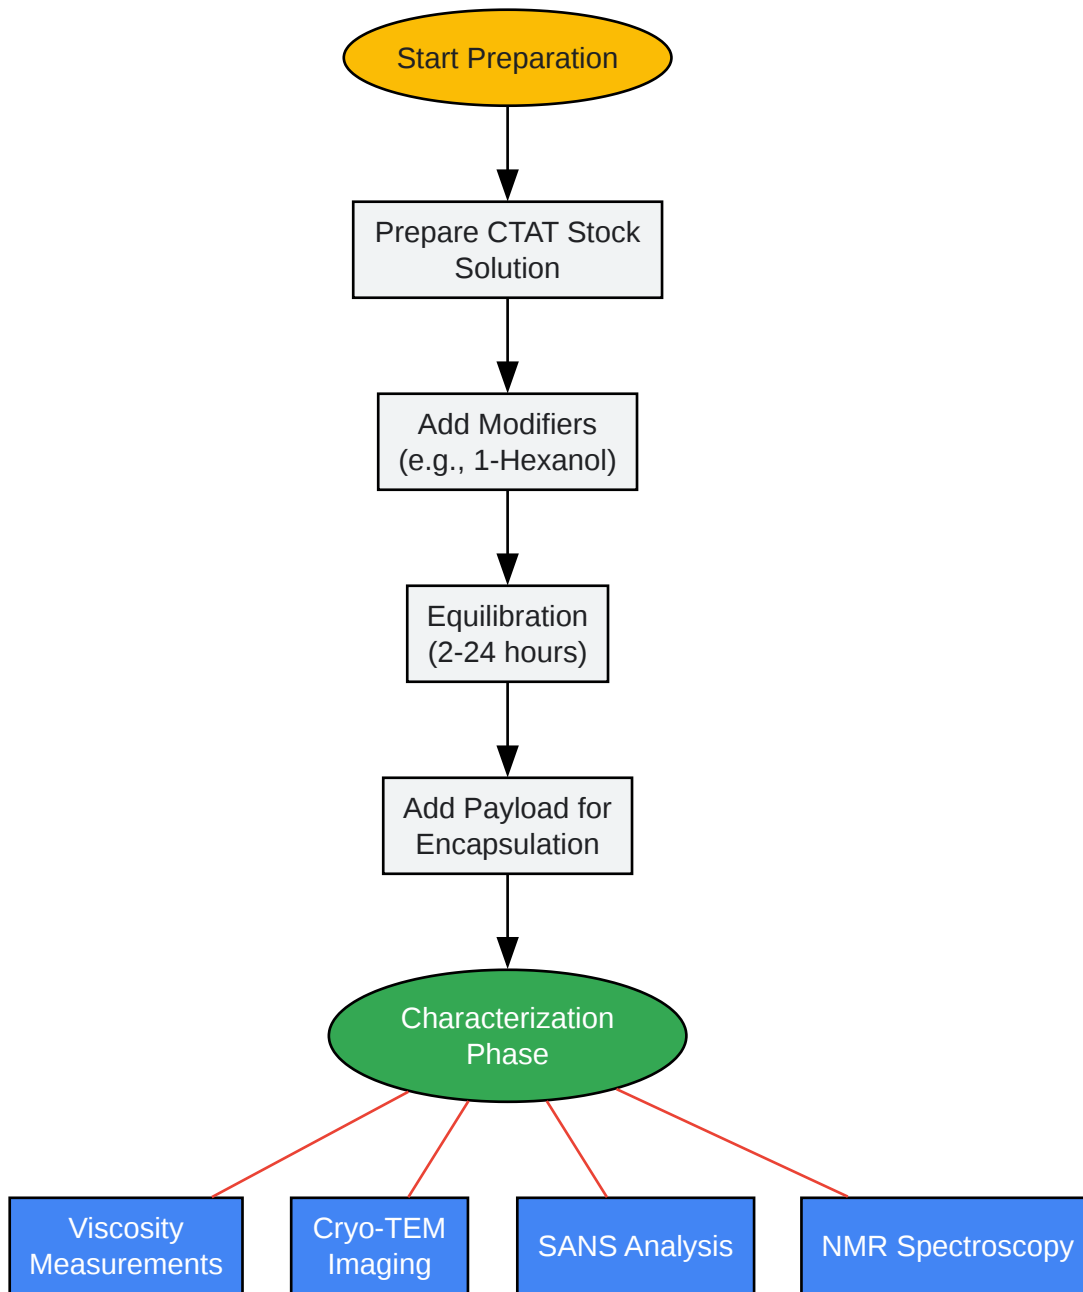 Start Preparation
Prepare CTAT Stock
Solution
Add Modifiers
(e.g., 1-Hexanol)
Equilibration
(2-24 hours)
Add Payload for
Encapsulation
Characterization
Phase
Viscosity
Measurements
Cryo-TEM
Imaging
SANS Analysis
NMR Spectroscopy